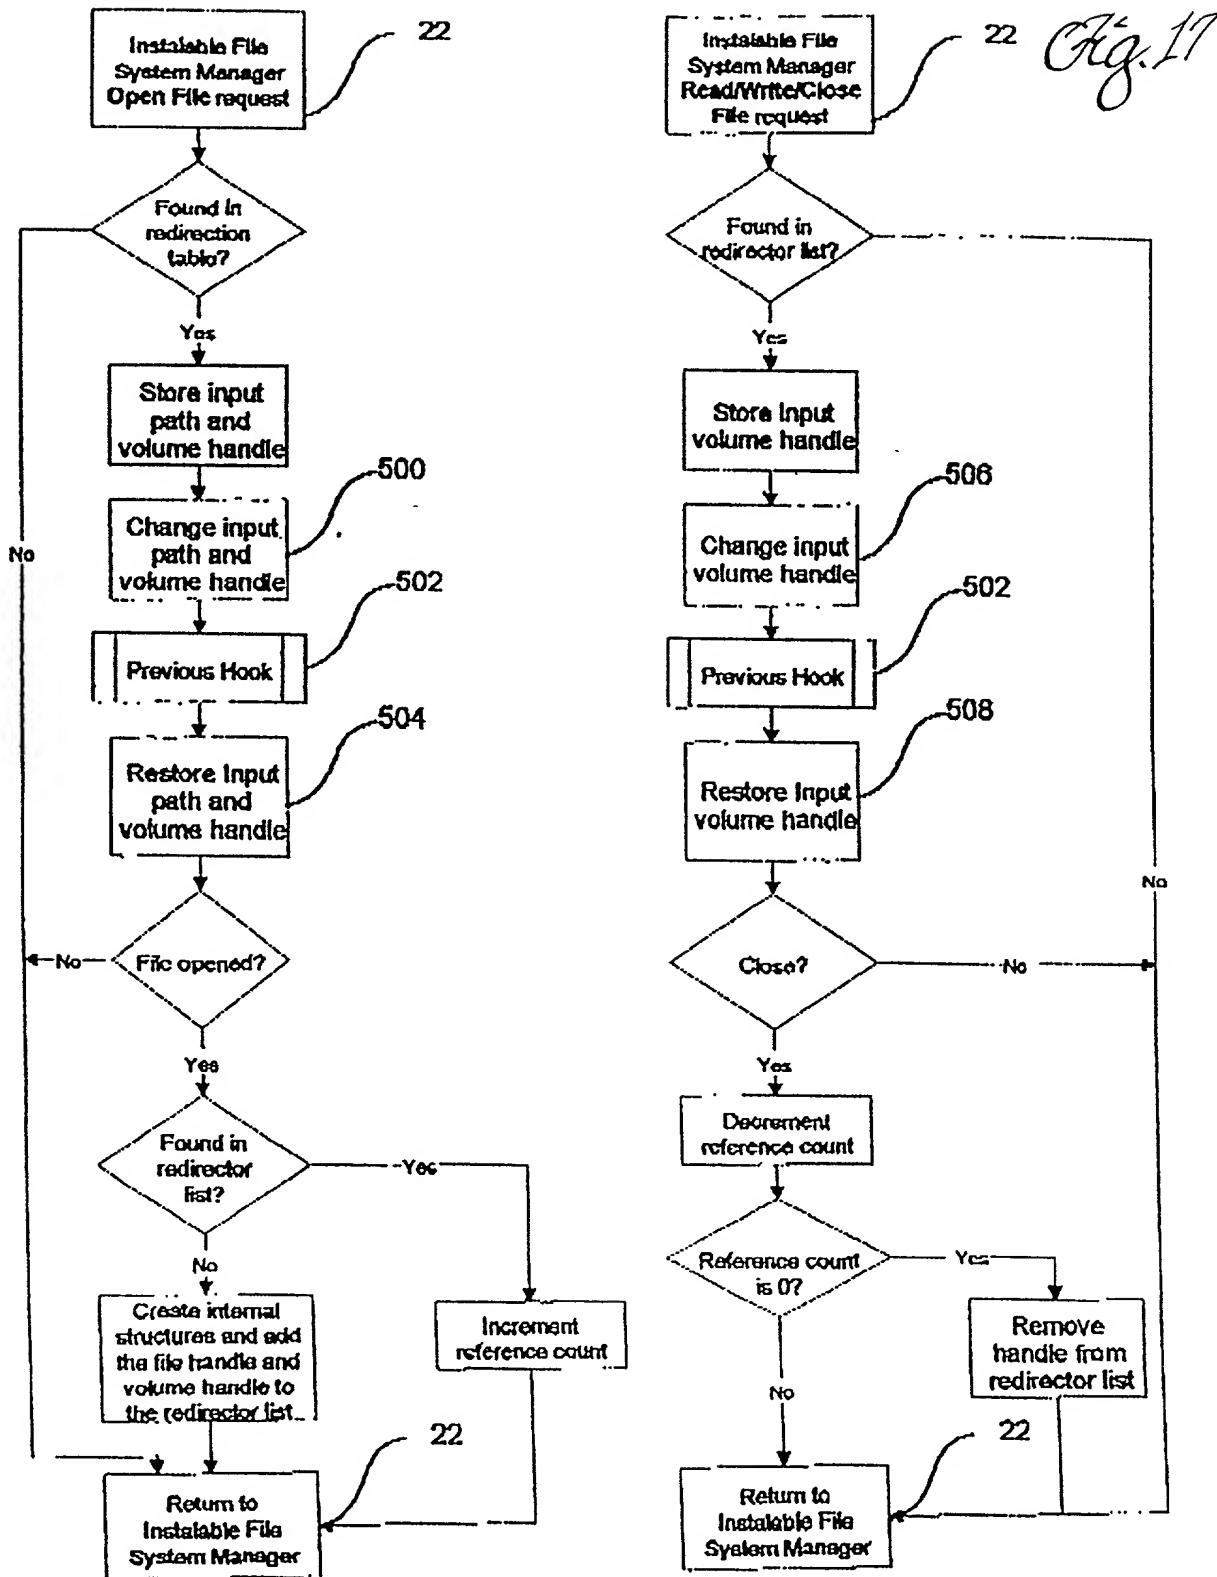 Fig. 17
Instalable File
System Manager
Open File request
22
Found in
redirection
table?
Yes
No
Store input
path and
volume handle
500
Change input
path and
volume handle
502
Previous Hook
504
Restore Input
path and
volume handle
File opened?
No
Yes
Found in
redirector
list?
Yes
No
Create internal
structures and add
the file handle and
volume handle to
the redirector list
Increment
reference count
22
Return to
Instalable File
System Manager
Instalable File
System Manager
Read/Write/Close
File request
22
Found in
redirector list?
Yes
No
Store Input
volume handle
506
Change input
volume handle
502
Previous Hook
508
Restore Input
volume handle
Close?
No
Yes
Decrement
reference count
Reference count
is 0?
Yes
No
Remove
handle from
redirector list
22
Return to
Instalable File
System Manager